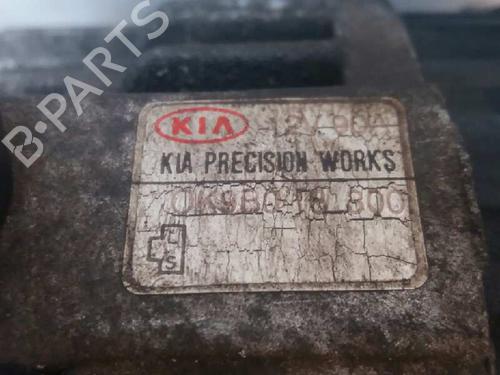 B-PARTS
KIA 12V 90A
KIA PRECISION WORKS
0K9B0 18 300
L
S